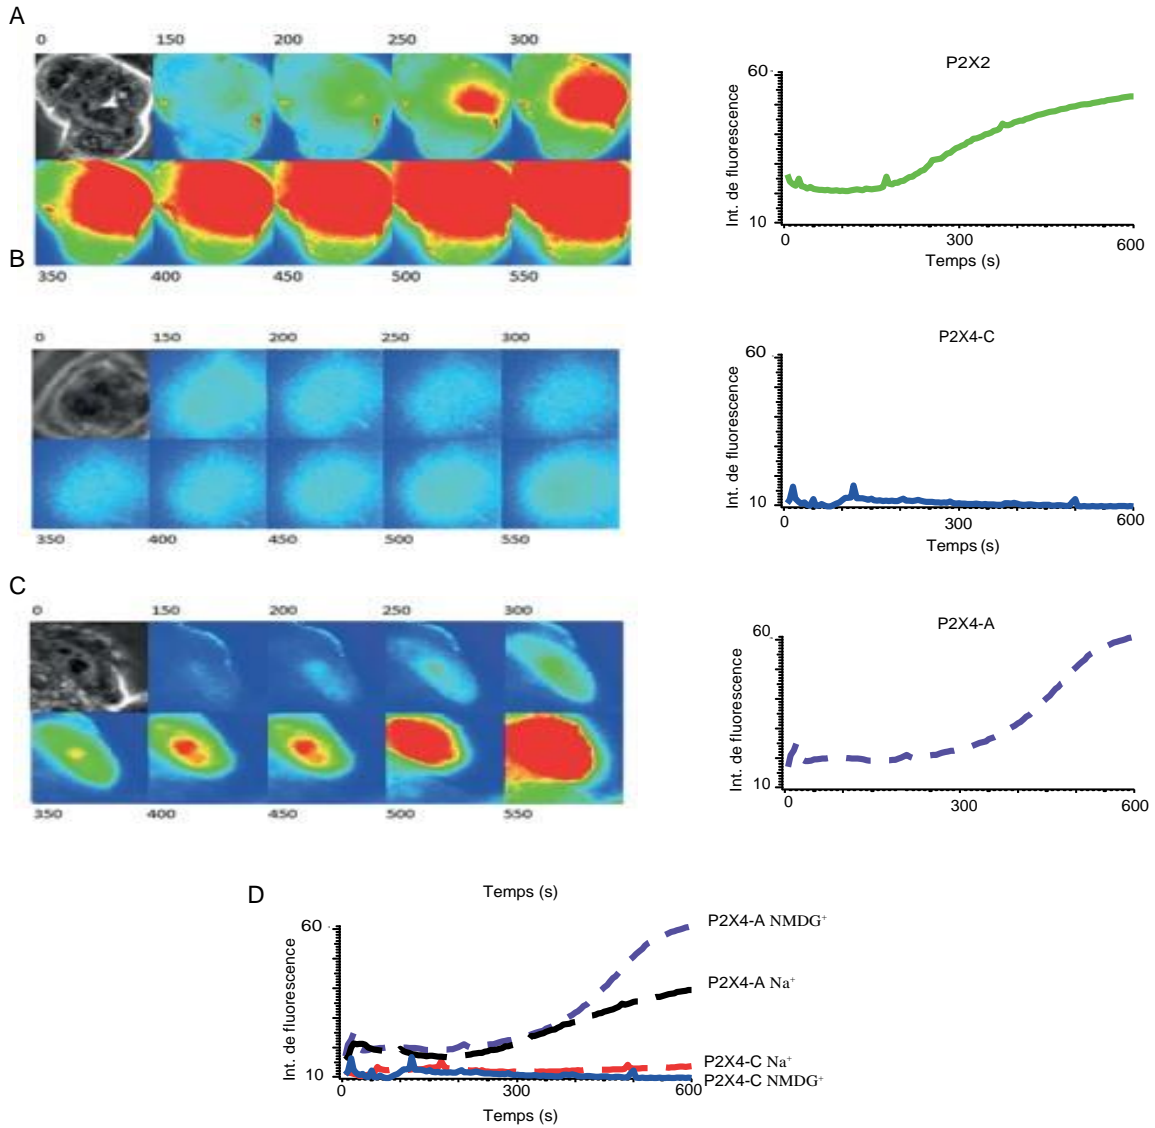 A
0 150 200 250 300
350 400 450 500 550
P2X2
60
Int. de fluorescence
10
0 300 600
Temps (s)
B
0 150 200 250 300
350 400 450 500 550
P2X4-C
60
Int. de fluorescence
10
0 300 600
Temps (s)
C
0 150 200 250 300
350 400 450 500 550
P2X4-A
60
Int. de fluorescence
10
0 300 600
Temps (s)
D
60
Int. de fluorescence
10
0 300 600
Temps (s)
P2X4-A NMDG⁺
P2X4-A Na⁺
P2X4-C Na⁺
P2X4-C NMDG⁺